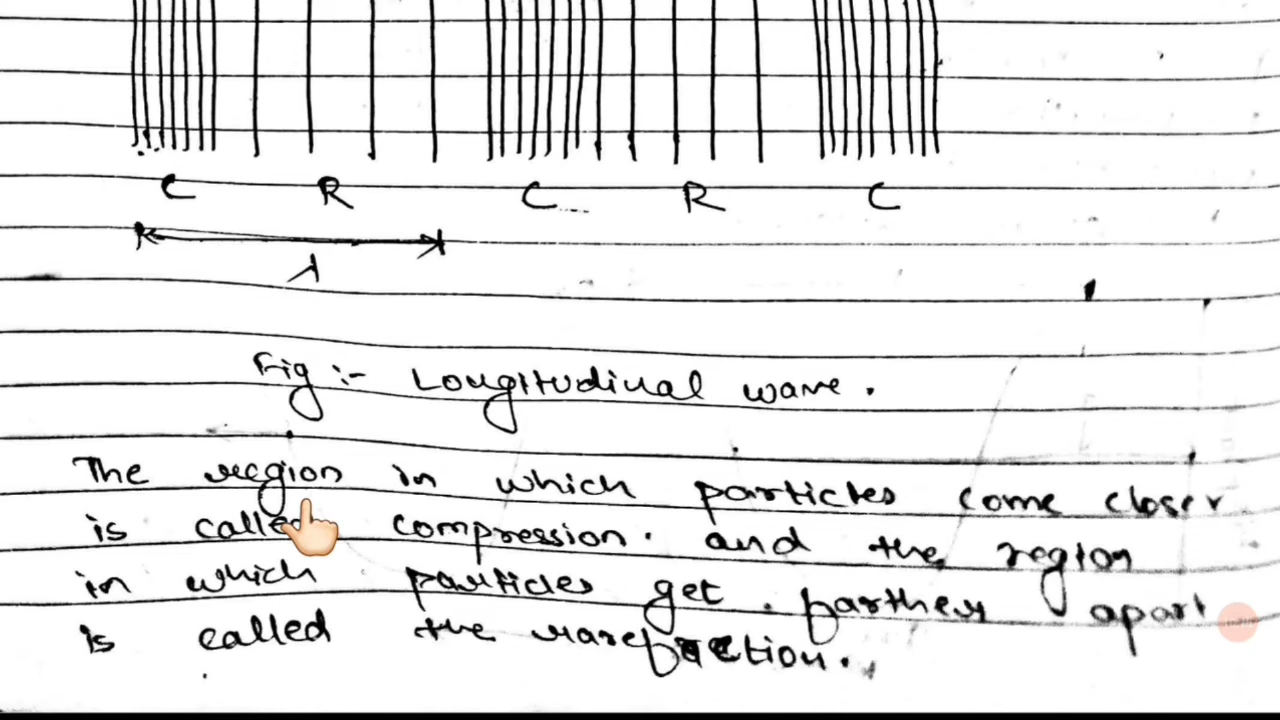 C R C R C
λ
Fig :- Longitudinal wave.
The region in which particles come closer
is called compression. and the region
in which particles get farther apart
is called the rarefaction.